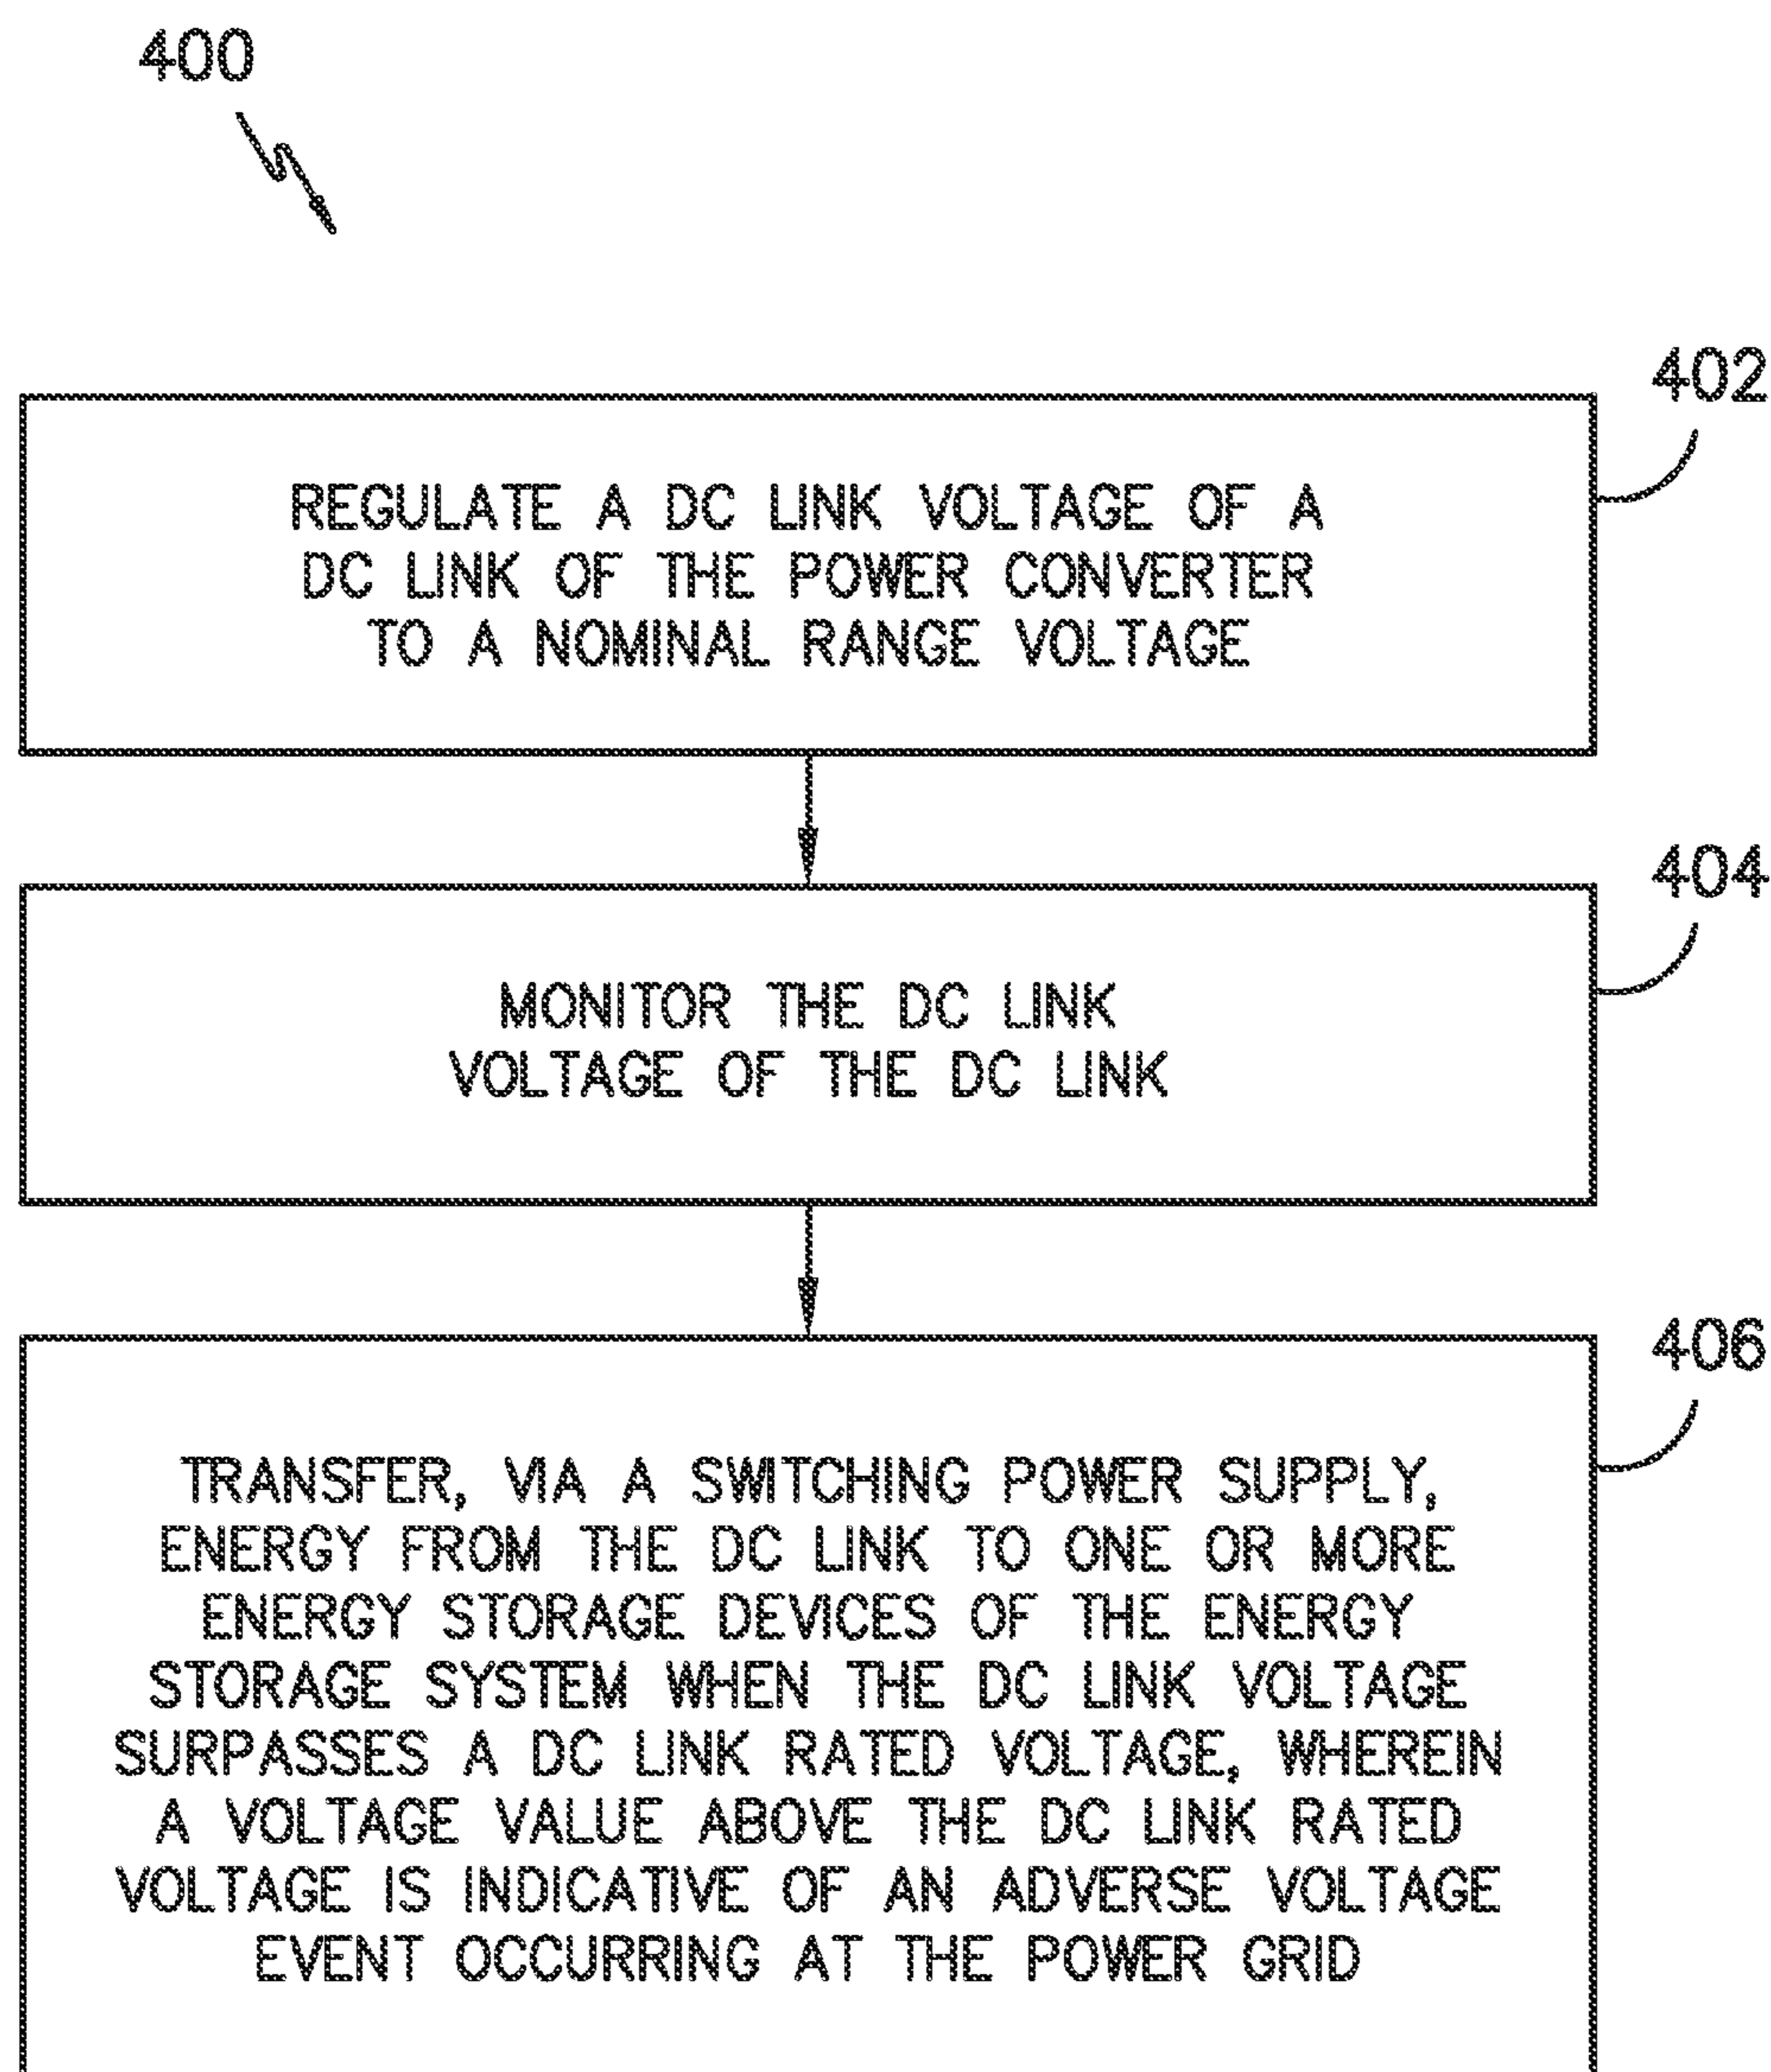 400
402
REGULATE A DC LINK VOLTAGE OF A
DC LINK OF THE POWER CONVERTER
TO A NOMINAL RANGE VOLTAGE
404
MONITOR THE DC LINK
VOLTAGE OF THE DC LINK
406
TRANSFER, VIA A SWITCHING POWER SUPPLY,
ENERGY FROM THE DC LINK TO ONE OR MORE
ENERGY STORAGE DEVICES OF THE ENERGY
STORAGE SYSTEM WHEN THE DC LINK VOLTAGE
SURPASSES A DC LINK RATED VOLTAGE, WHEREIN
A VOLTAGE VALUE ABOVE THE DC LINK RATED
VOLTAGE IS INDICATIVE OF AN ADVERSE VOLTAGE
EVENT OCCURRING AT THE POWER GRID